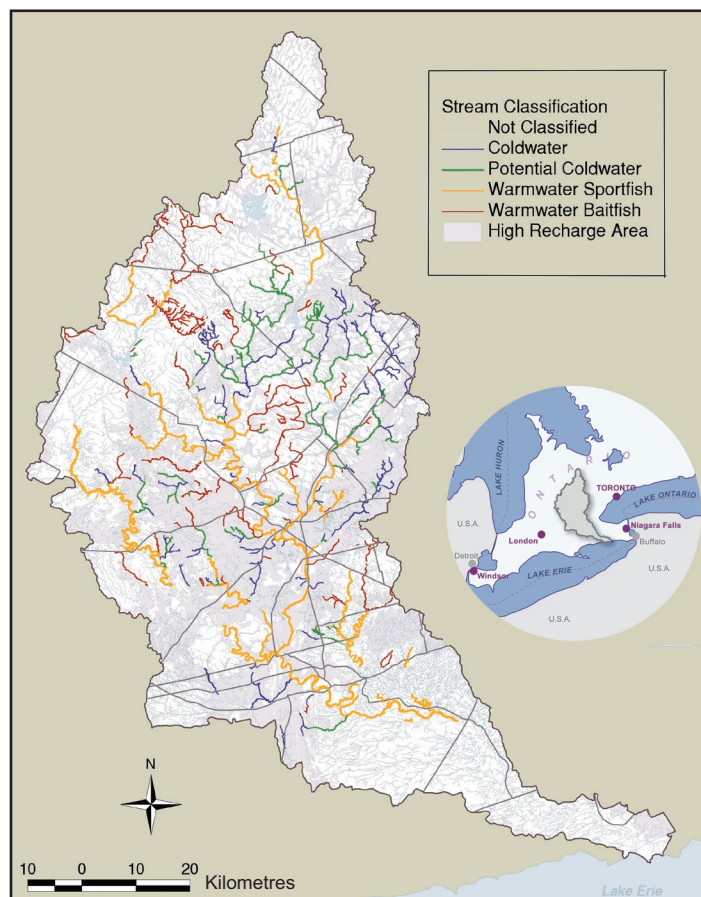 Stream Classification
Not Classified
Coldwater
Potential Coldwater
Warmwater Sportfish
Warmwater Baitfish
High Recharge Area
LAKE HURON
ONTARIO
TORONTO
LAKE ONTARIO
U.S.A.
Niagara Falls
London
Buffalo
Detroit
Windsor
LAKE ERIE
U.S.A.
U.S.A.
N
10 0 10 20 Kilometres
Lake Erie